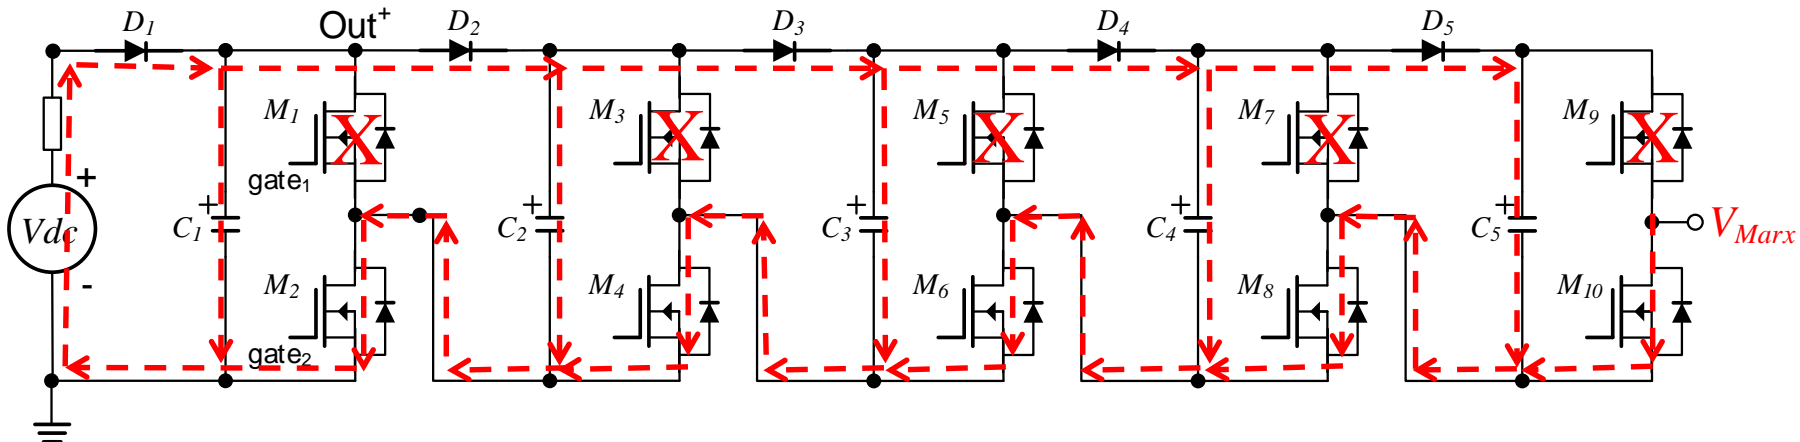 D1 Out+ D2 D3 D4 D5
M1 M3 M5 M7 M9
X X X X X
gate1
+ + + + + +
Vdc C1 C2 C3 C4 C5 VMarx
-
M2 M4 M6 M8 M10
gate2